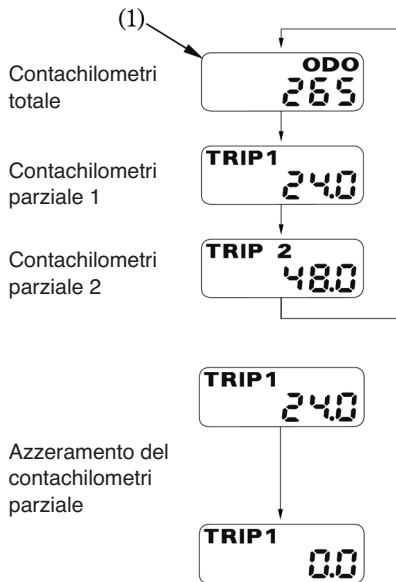 (1)
Contachilometri
totale
ODO
265
Contachilometri
parziale 1
TRIP1
24.0
Contachilometri
parziale 2
TRIP 2
48.0
TRIP1
24.0
Azzeramento del
contachilometri
parziale
TRIP1
0.0